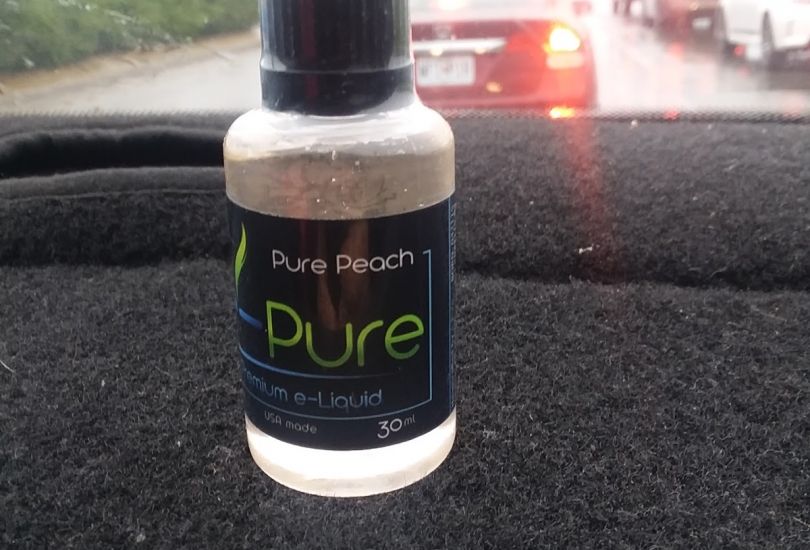 Pure Peach
Pure
e-Liquid
USA made
30ml